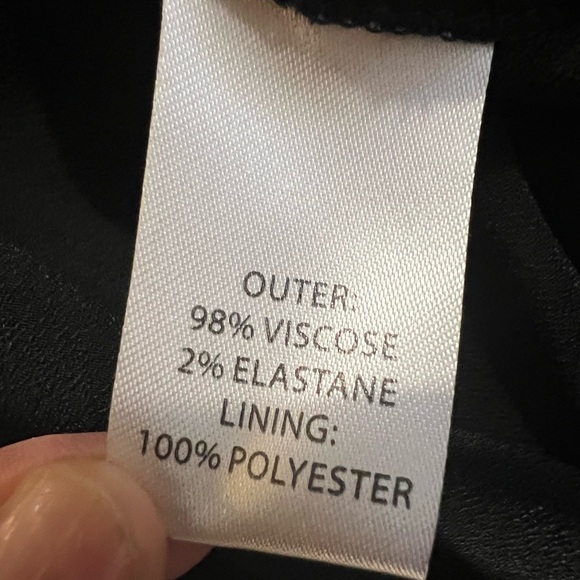 OUTER:
98% VISCOSE
2% ELASTANE
LINING:
100% POLYESTER